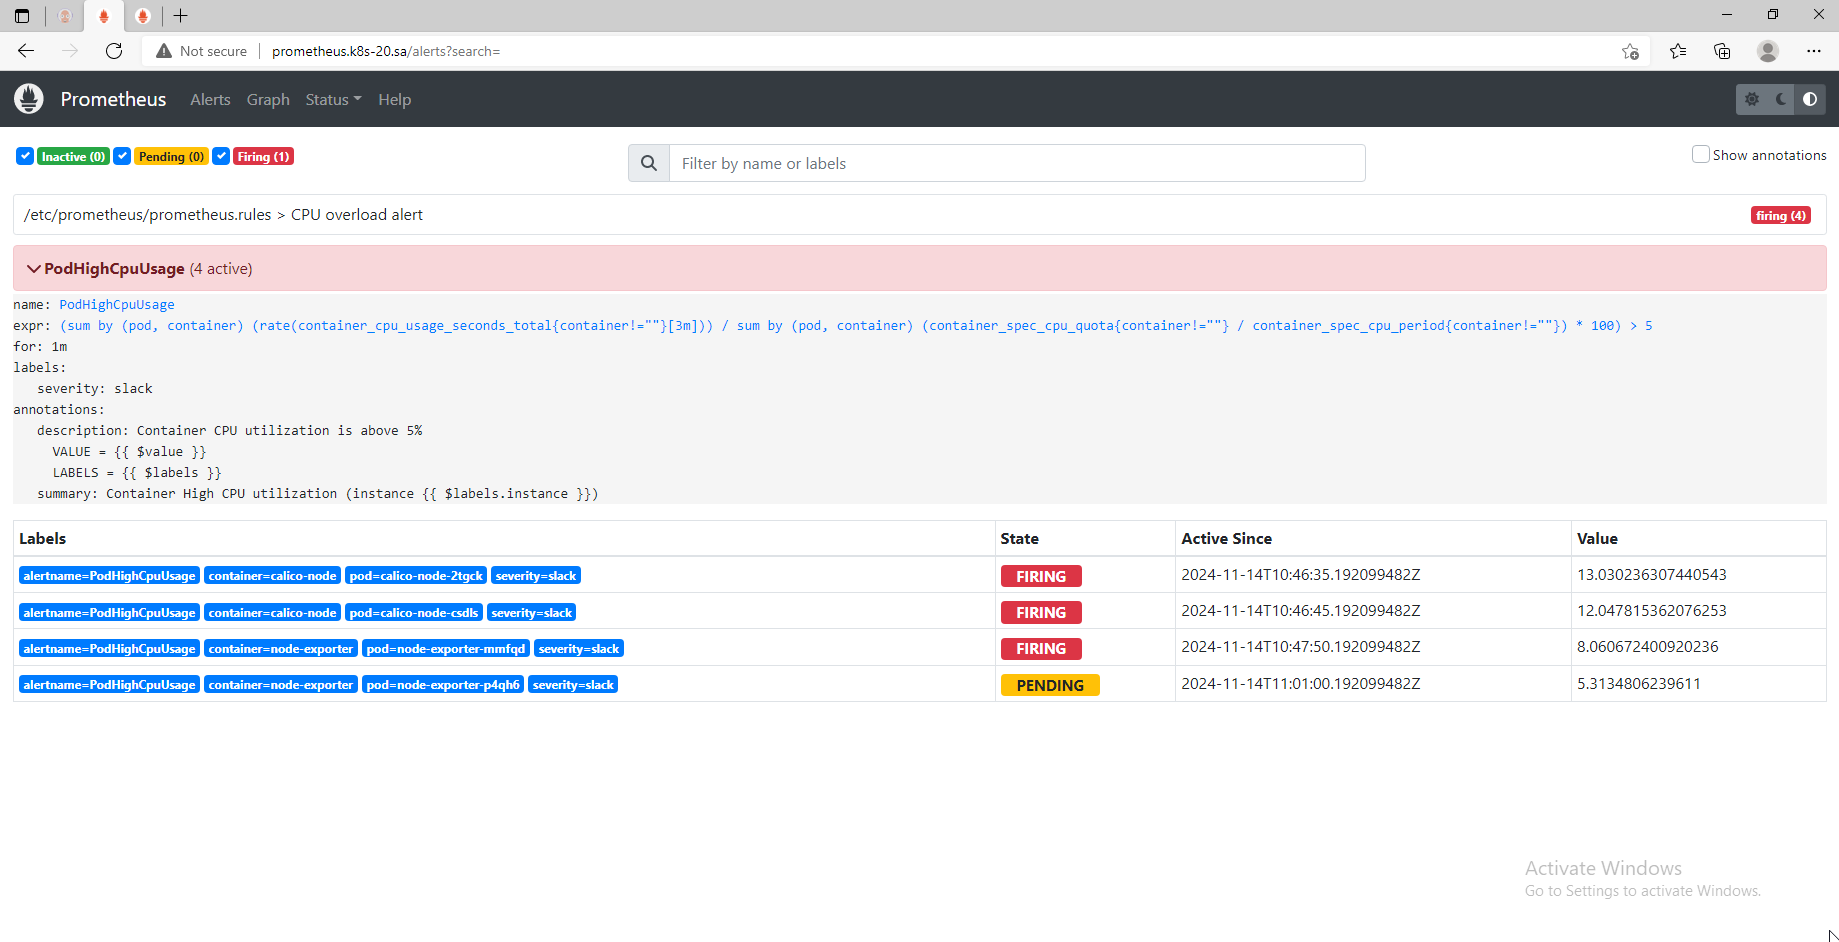 Not secure | prometheus.k8s-20.sa/alerts?search=
Prometheus Alerts Graph Status Help
Inactive (0) Pending (0) Firing (1)
Filter by name or labels
Show annotations
/etc/prometheus/prometheus.rules > CPU overload alert
firing (4)
PodHighCpuUsage (4 active)
name: PodHighCpuUsage
expr: (sum by (pod, container) (rate(container_cpu_usage_seconds_total{container!=""}[3m])) / sum by (pod, container) (container_spec_cpu_quota{container!=""} / container_spec_cpu_period{container!=""}) * 100) > 5
for: 1m
labels:
severity: slack
annotations:
description: Container CPU utilization is above 5%
VALUE = {{ $value }}
LABELS = {{ $labels }}
summary: Container High CPU utilization (instance {{ $labels.instance }})
Labels State Active Since Value
alertname=PodHighCpuUsage container=calico-node pod=calico-node-2tgck severity=slack FIRING 2024-11-14T10:46:35.192099482Z 13.030236307440543
alertname=PodHighCpuUsage container=calico-node pod=calico-node-csdls severity=slack FIRING 2024-11-14T10:46:45.192099482Z 12.047815362076253
alertname=PodHighCpuUsage container=node-exporter pod=node-exporter-mmfqd severity=slack FIRING 2024-11-14T10:47:50.192099482Z 8.060672400920236
alertname=PodHighCpuUsage container=node-exporter pod=node-exporter-p4qh6 severity=slack PENDING 2024-11-14T11:01:00.192099482Z 5.3134806239611
Activate Windows
Go to Settings to activate Windows.